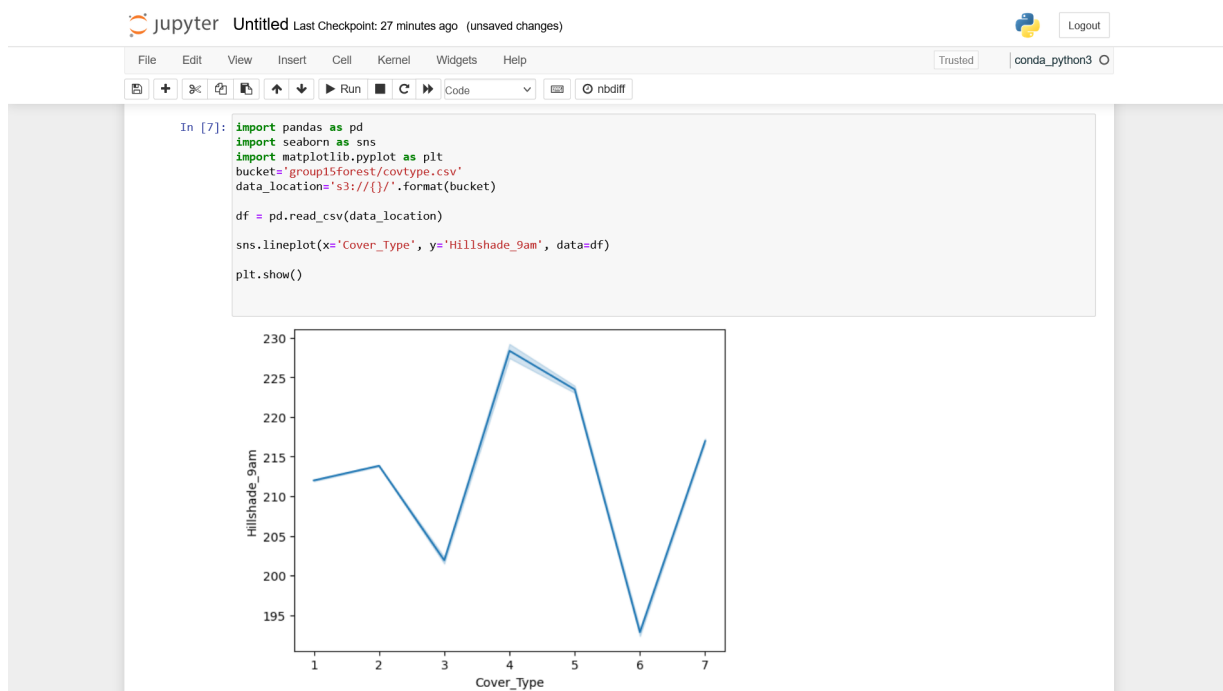 jupyter Untitled Last Checkpoint: 27 minutes ago (unsaved changes)
Logout
File Edit View Insert Cell Kernel Widgets Help
Trusted
conda_python3
Run
Code
nbdiff
In [7]:
import pandas as pd
import seaborn as sns
import matplotlib.pyplot as plt
bucket='group15forest/covtype.csv'
data_location='s3://{}/'.format(bucket)
df = pd.read_csv(data_location)
sns.lineplot(x='Cover_Type', y='Hillshade_9am', data=df)
plt.show()
230
225
220
215
210
205
200
195
Hillshade_9am
1 2 3 4 5 6 7
Cover_Type